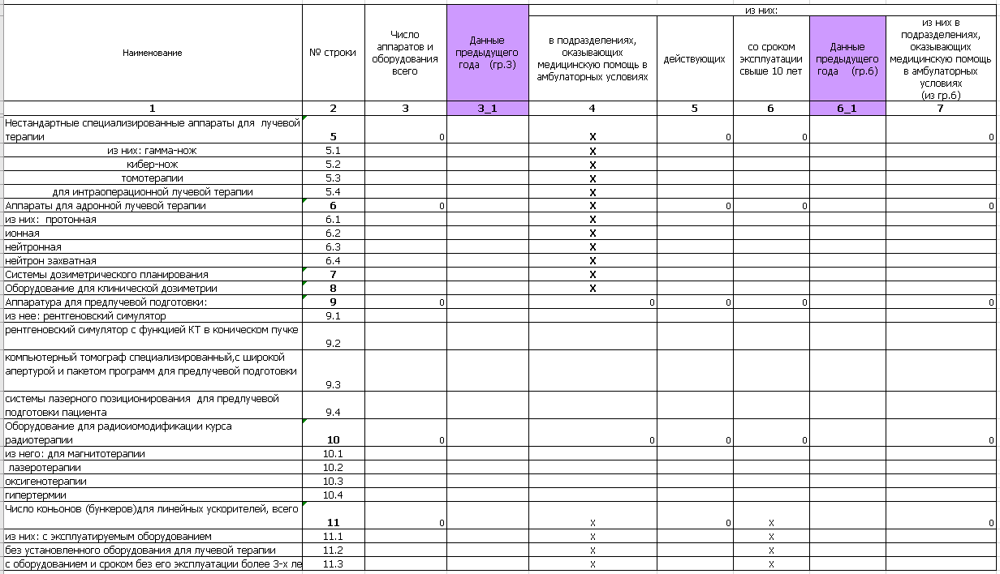 из них:
Наименование
№ строки
Число
аппаратов и
оборудования
всего
Данные
предыдущего
года (гр.3)
в подразделениях,
оказывающих
медицинскую помощь в
амбулаторных условиях
действующих
со сроком
эксплуатации
свыше 10 лет
Данные
предыдущего
года (гр.6)
из них в
подразделениях,
оказывающих
медицинскую помощь
в амбулаторных
условиях
(из гр.6)
1 2 3 3_1 4 5 6 6_1 7
Нестандартные специализированные аппараты для лучевой
терапии 5 0 X 0 0 0
из них: гамма-нож 5.1 X
кибер-нож 5.2 X
томотерапии 5.3 X
для интраоперационной лучевой терапии 5.4 X
Аппараты для адронной лучевой терапии 6 0 X 0 0 0
из них: протонная 6.1 X
ионная 6.2 X
нейтронная 6.3 X
нейтрон захватная 6.4 X
Системы дозиметрического планирования 7 X
Оборудование для клинической дозиметрии 8 X
Аппаратура для предлучевой подготовки: 9 0 0 0 0 0
из нее: рентгеновский симулятор 9.1
рентгеновский симулятор с функцией КТ в коническом пучке
9.2
компьютерный томограф специализированный,с широкой
апертурой и пакетом программ для предлучевой подготовки
9.3
системы лазерного позиционирования для предлучевой
подготовки пациента 9.4
Оборудование для радиоиомодификации курса
радиотерапии 10 0 0 0 0 0
из него: для магнитотерапии 10.1
лазеротерапии 10.2
оксигенотерапии 10.3
гипертермии 10.4
Число коньонов (бункеров)для линейных ускорителей, всего
11 0 X 0 X 0
из них: с эксплуатируемым оборудованием 11.1 X X
без установленного оборудования для лучевой терапии 11.2 X X
с оборудованием и сроком без его эксплуатации более 3-х ле 11.3 X X